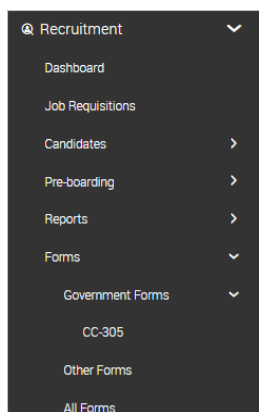 Recruitment
Dashboard
Job Requisitions
Candidates
Pre-boarding
Reports
Forms
Government Forms
CC-305
Other Forms
All Forms